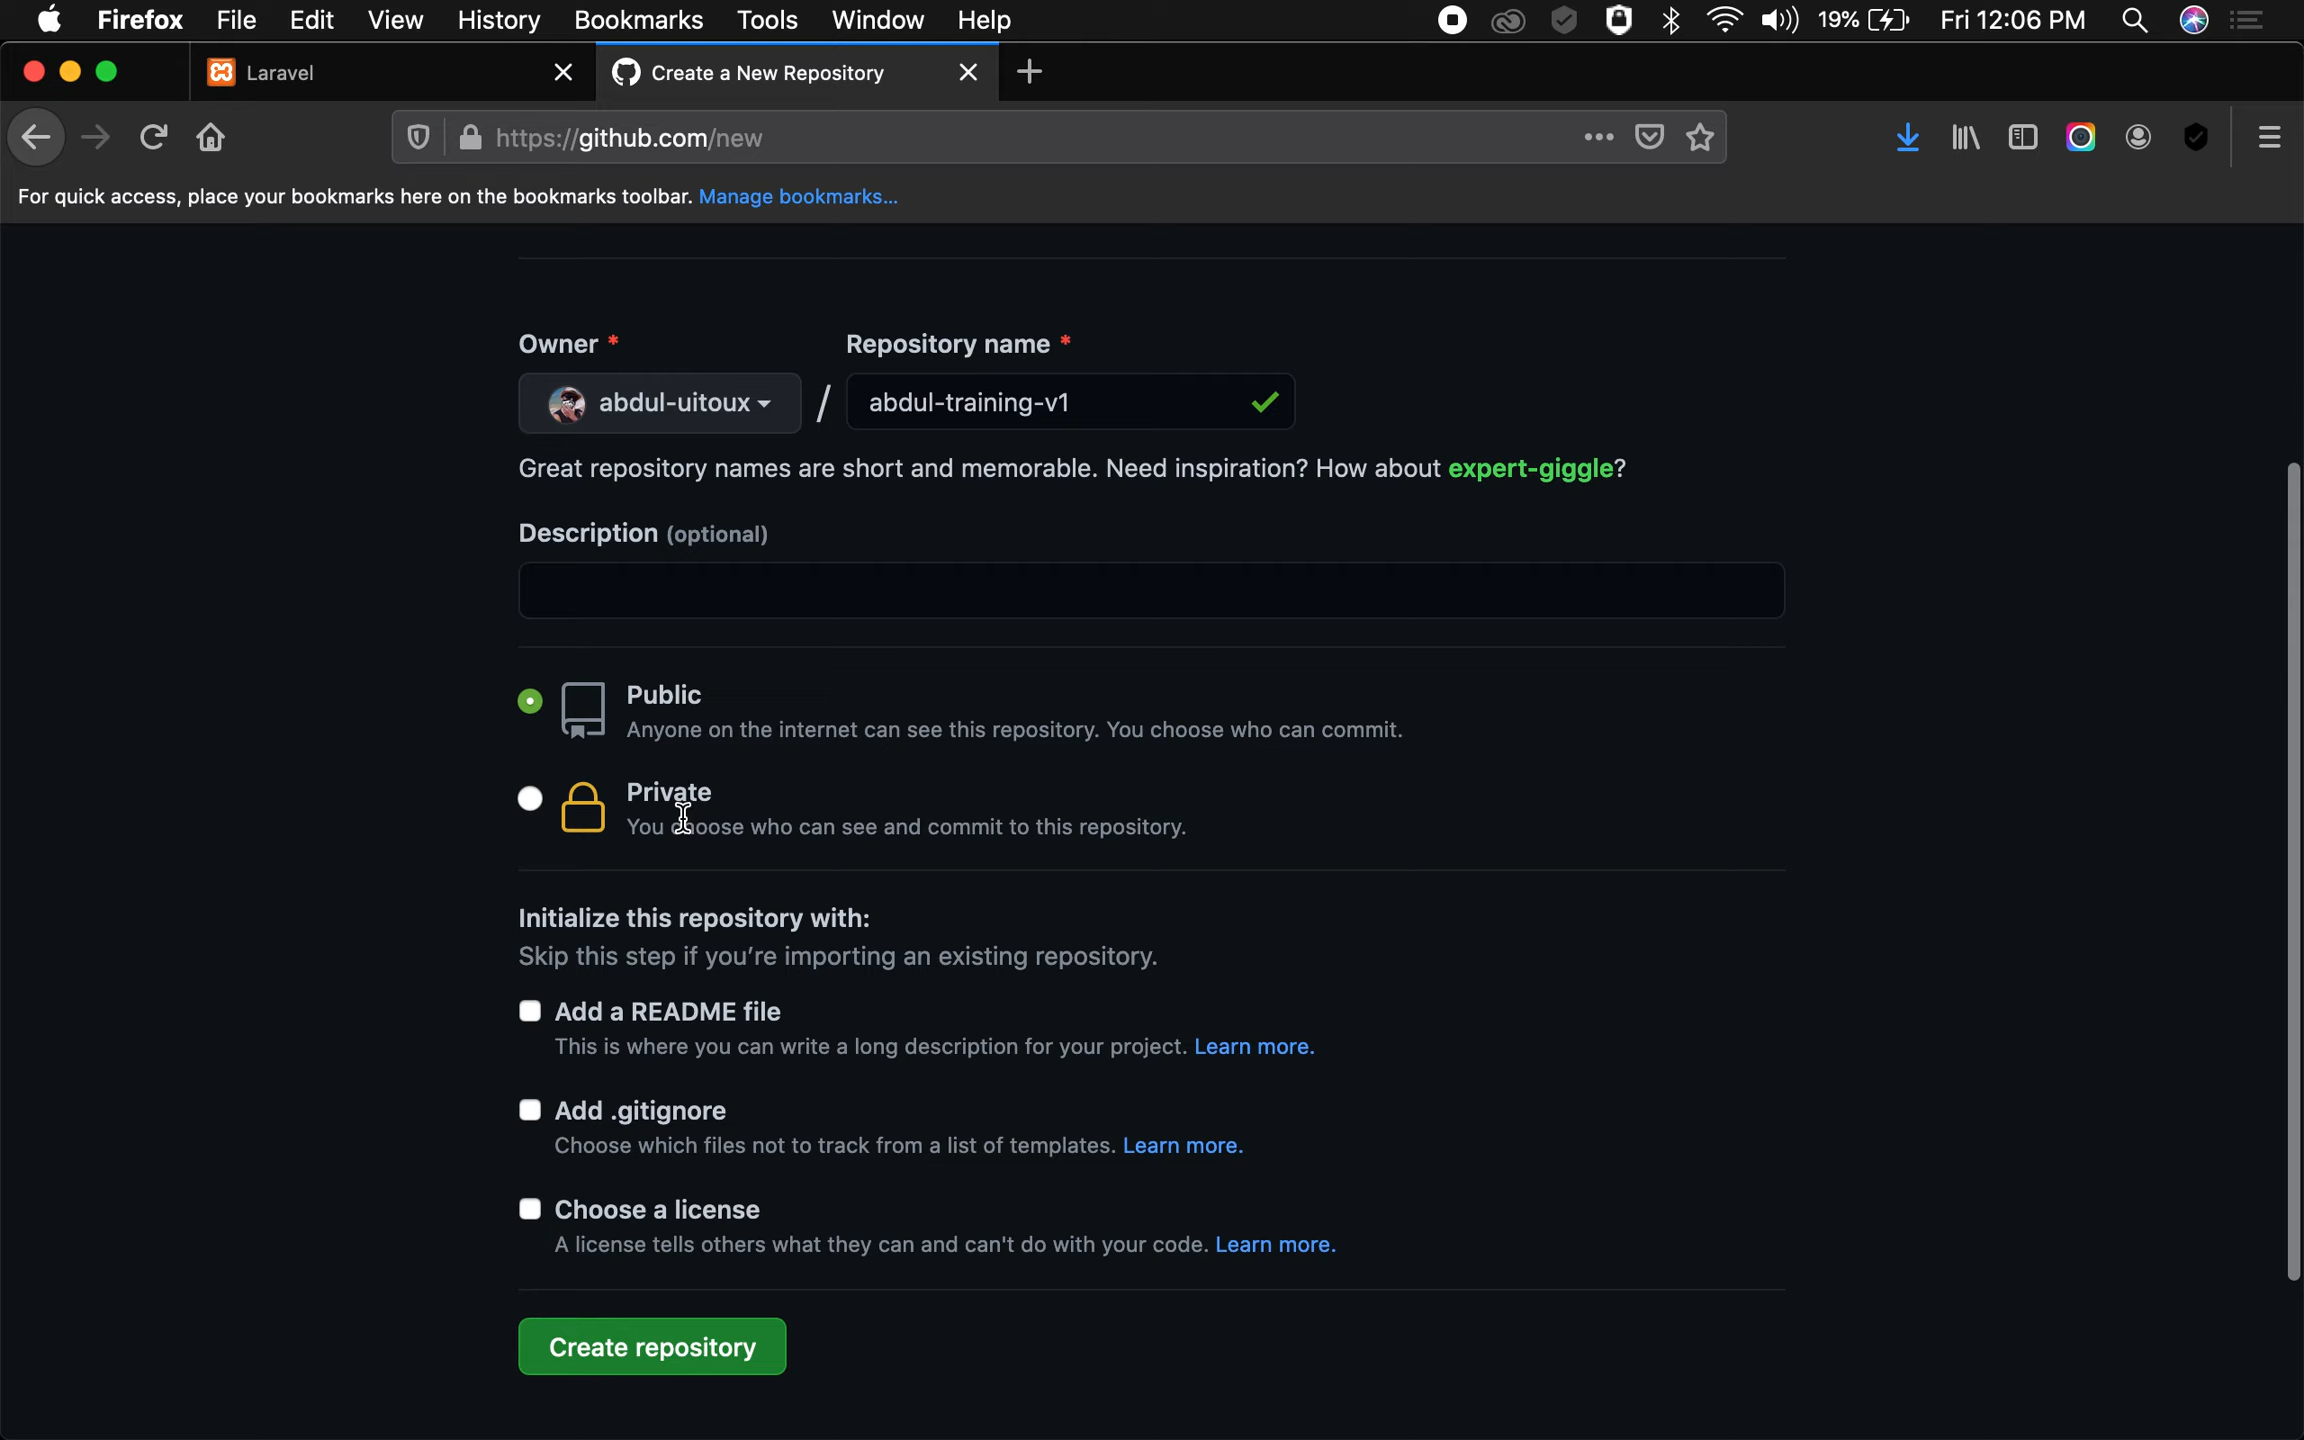 Firefox File Edit View History Bookmarks Tools Window Help 19% Fri 12:06 PM
Laravel Create a New Repository
https://github.com/new
For quick access, place your bookmarks here on the bookmarks toolbar. Manage bookmarks...
Owner * Repository name *
abdul-uitoux / abdul-training-v1
Great repository names are short and memorable. Need inspiration? How about expert-giggle?
Description (optional)
Public
Anyone on the internet can see this repository. You choose who can commit.
Private
You choose who can see and commit to this repository.
Initialize this repository with:
Skip this step if you're importing an existing repository.
Add a README file
This is where you can write a long description for your project. Learn more.
Add .gitignore
Choose which files not to track from a list of templates. Learn more.
Choose a license
A license tells others what they can and can't do with your code. Learn more.
Create repository